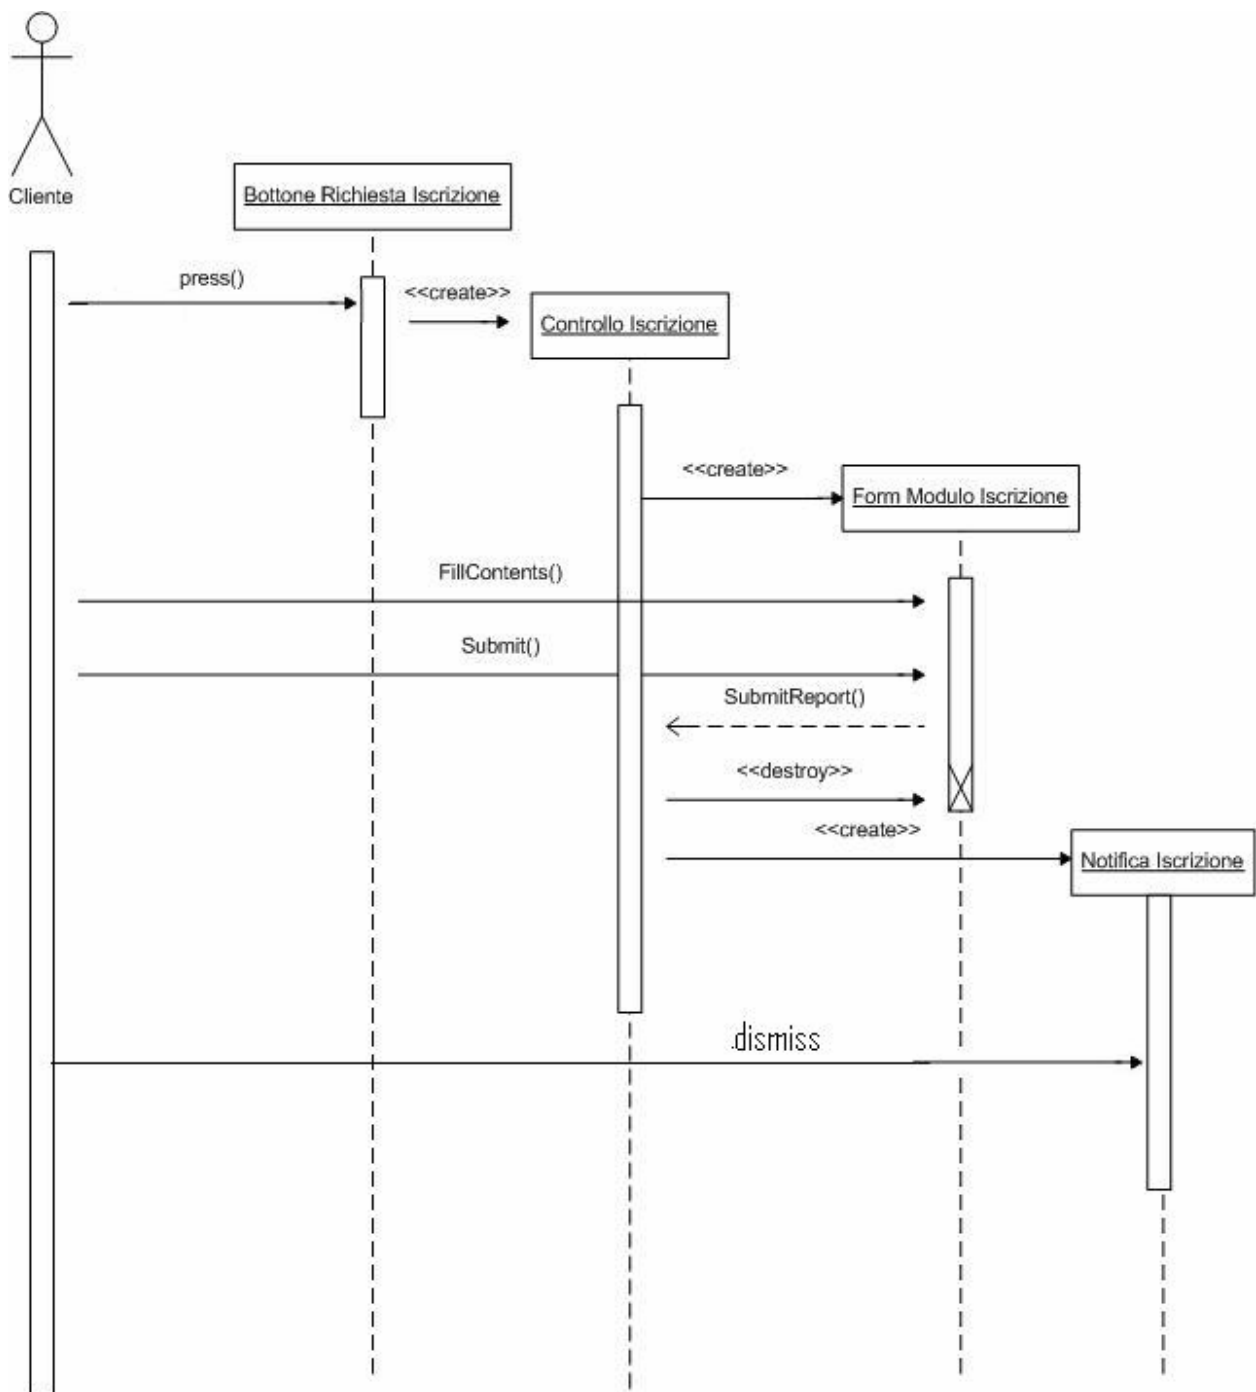 Cliente
Bottone Richiesta Iscrizione
press()
<<create>>
Controllo Iscrizione
<<create>>
Form Modulo Iscrizione
FillContents()
Submit()
SubmitReport()
<<destroy>>
<<create>>
Notifica Iscrizione
.dismiss